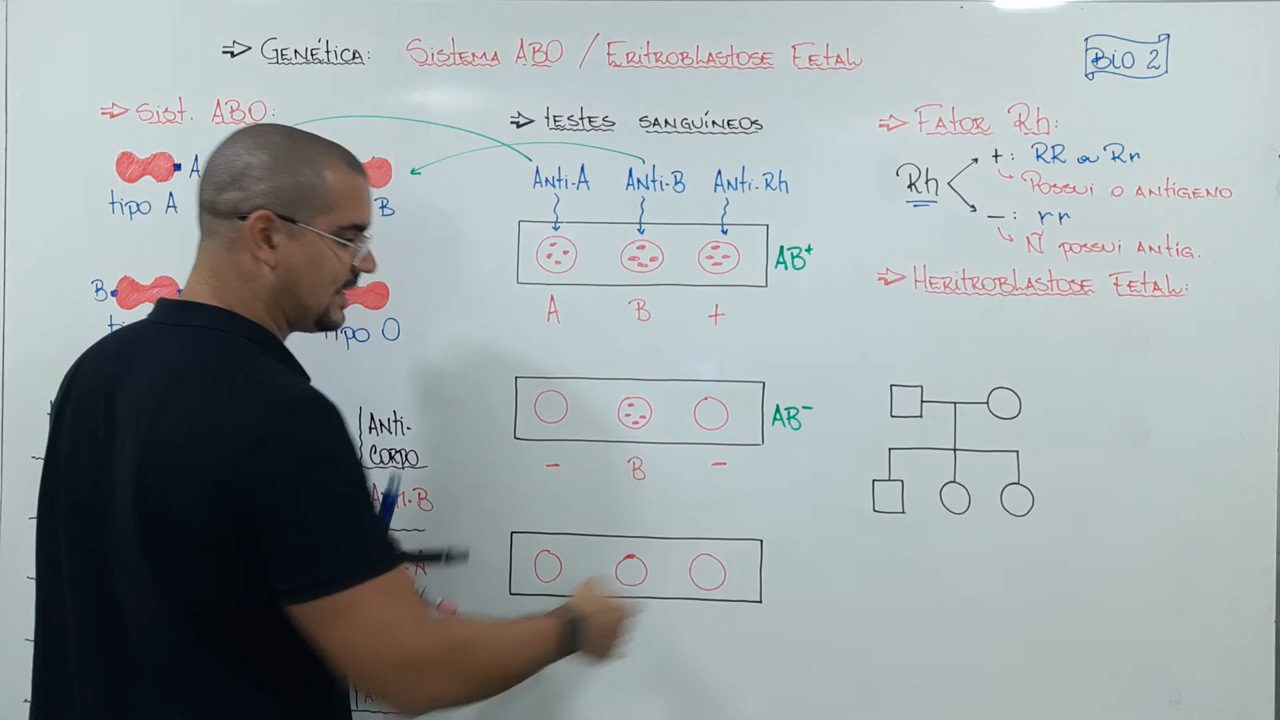 ⇒ GENÉTICA: SISTEMA ABO / ERITROBLASTOSE FETAL
BIO 2
⇒ SIST. ABO:
A
tipo A
B
B
tipo O
ANTI-
CORPO
ANTI-B
⇒ TESTES SANGUÍNEOS
ANTI-A ANTI-B ANTI-Rh
AB+
A B +
AB-
- B -
⇒ FATOR Rh:
Rh
+: RR ou Rr
POSSUI O ANTÍGENO
-: rr
Ñ POSSUI ANTIG.
⇒ HERITROBLASTOSE FETAL: